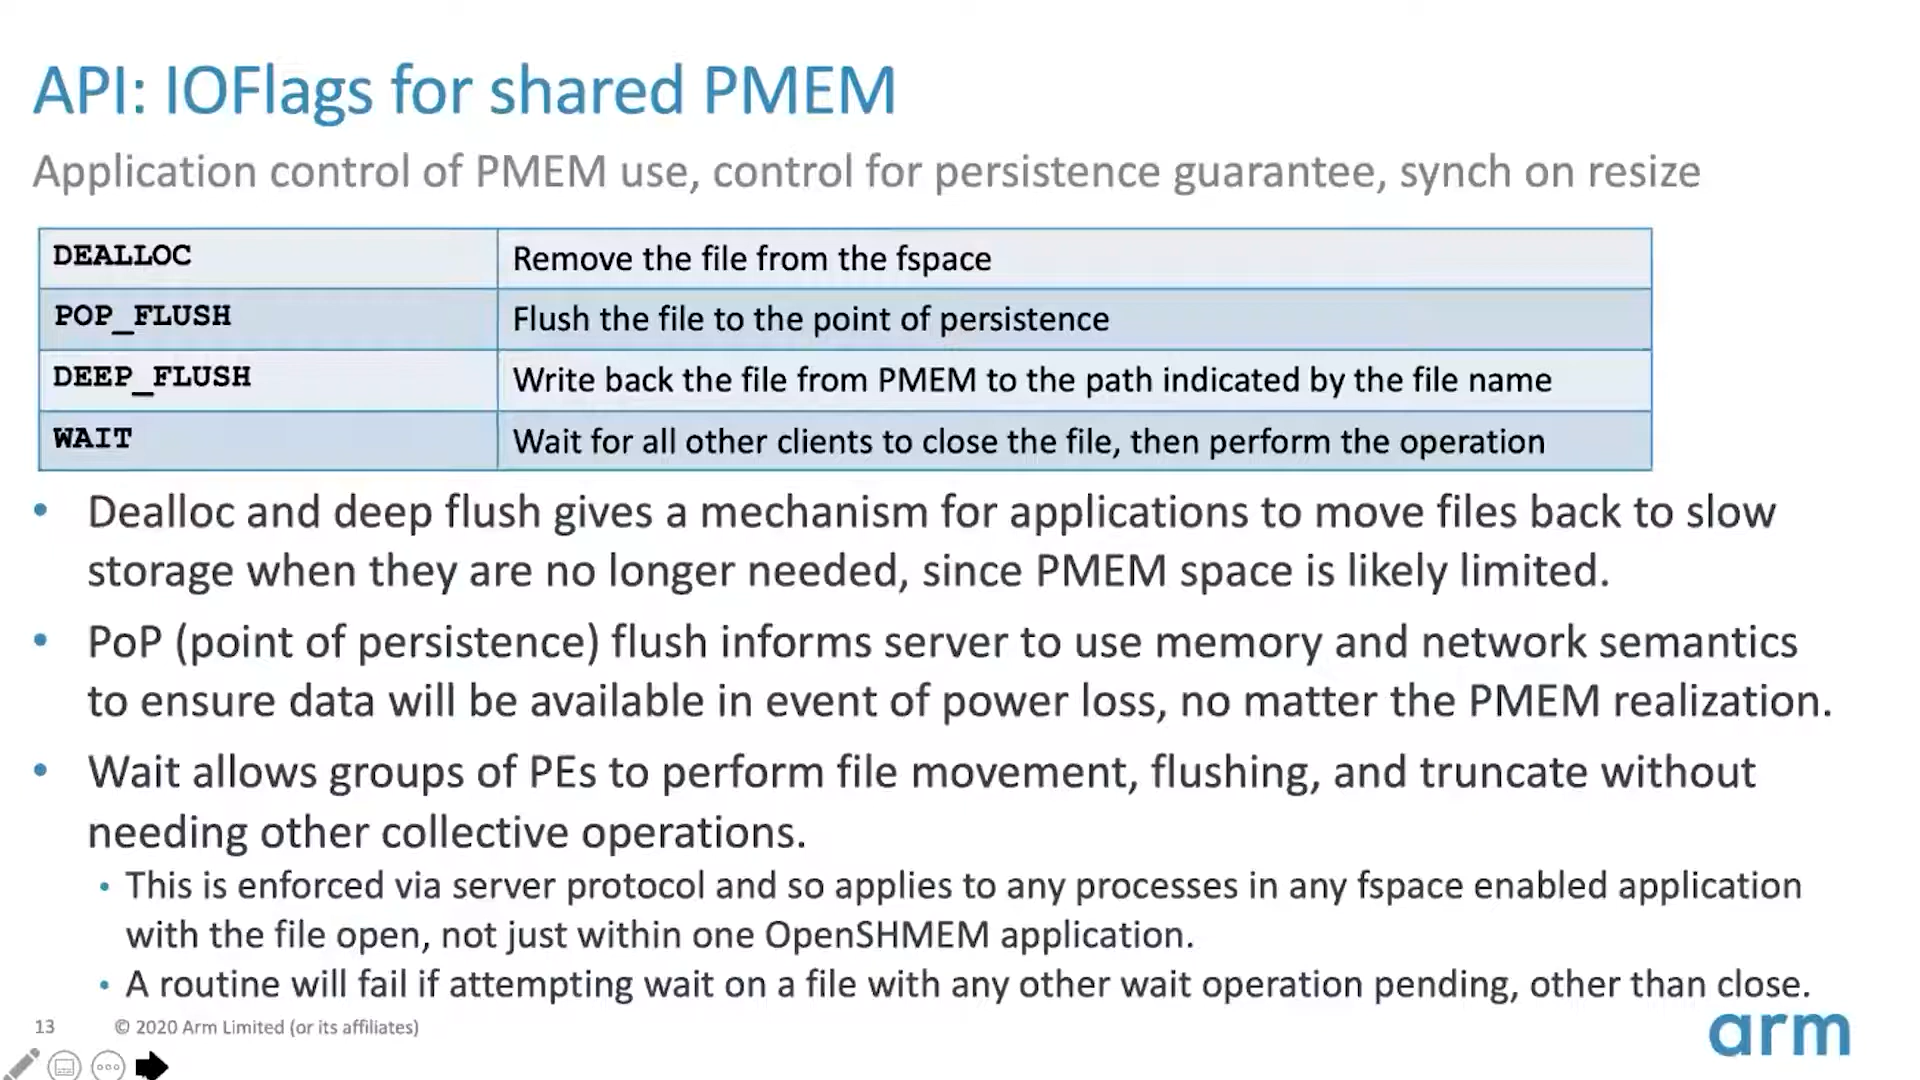 API: IOFlags for shared PMEM
Application control of PMEM use, control for persistence guarantee, synch on resize
DEALLOC Remove the file from the fspace
POP_FLUSH Flush the file to the point of persistence
DEEP_FLUSH Write back the file from PMEM to the path indicated by the file name
WAIT Wait for all other clients to close the file, then perform the operation
• Dealloc and deep flush gives a mechanism for applications to move files back to slow
storage when they are no longer needed, since PMEM space is likely limited.
• PoP (point of persistence) flush informs server to use memory and network semantics
to ensure data will be available in event of power loss, no matter the PMEM realization.
• Wait allows groups of PEs to perform file movement, flushing, and truncate without
needing other collective operations.
• This is enforced via server protocol and so applies to any processes in any fspace enabled application
with the file open, not just within one OpenSHMEM application.
• A routine will fail if attempting wait on a file with any other wait operation pending, other than close.
13 © 2020 Arm Limited (or its affiliates)
arm